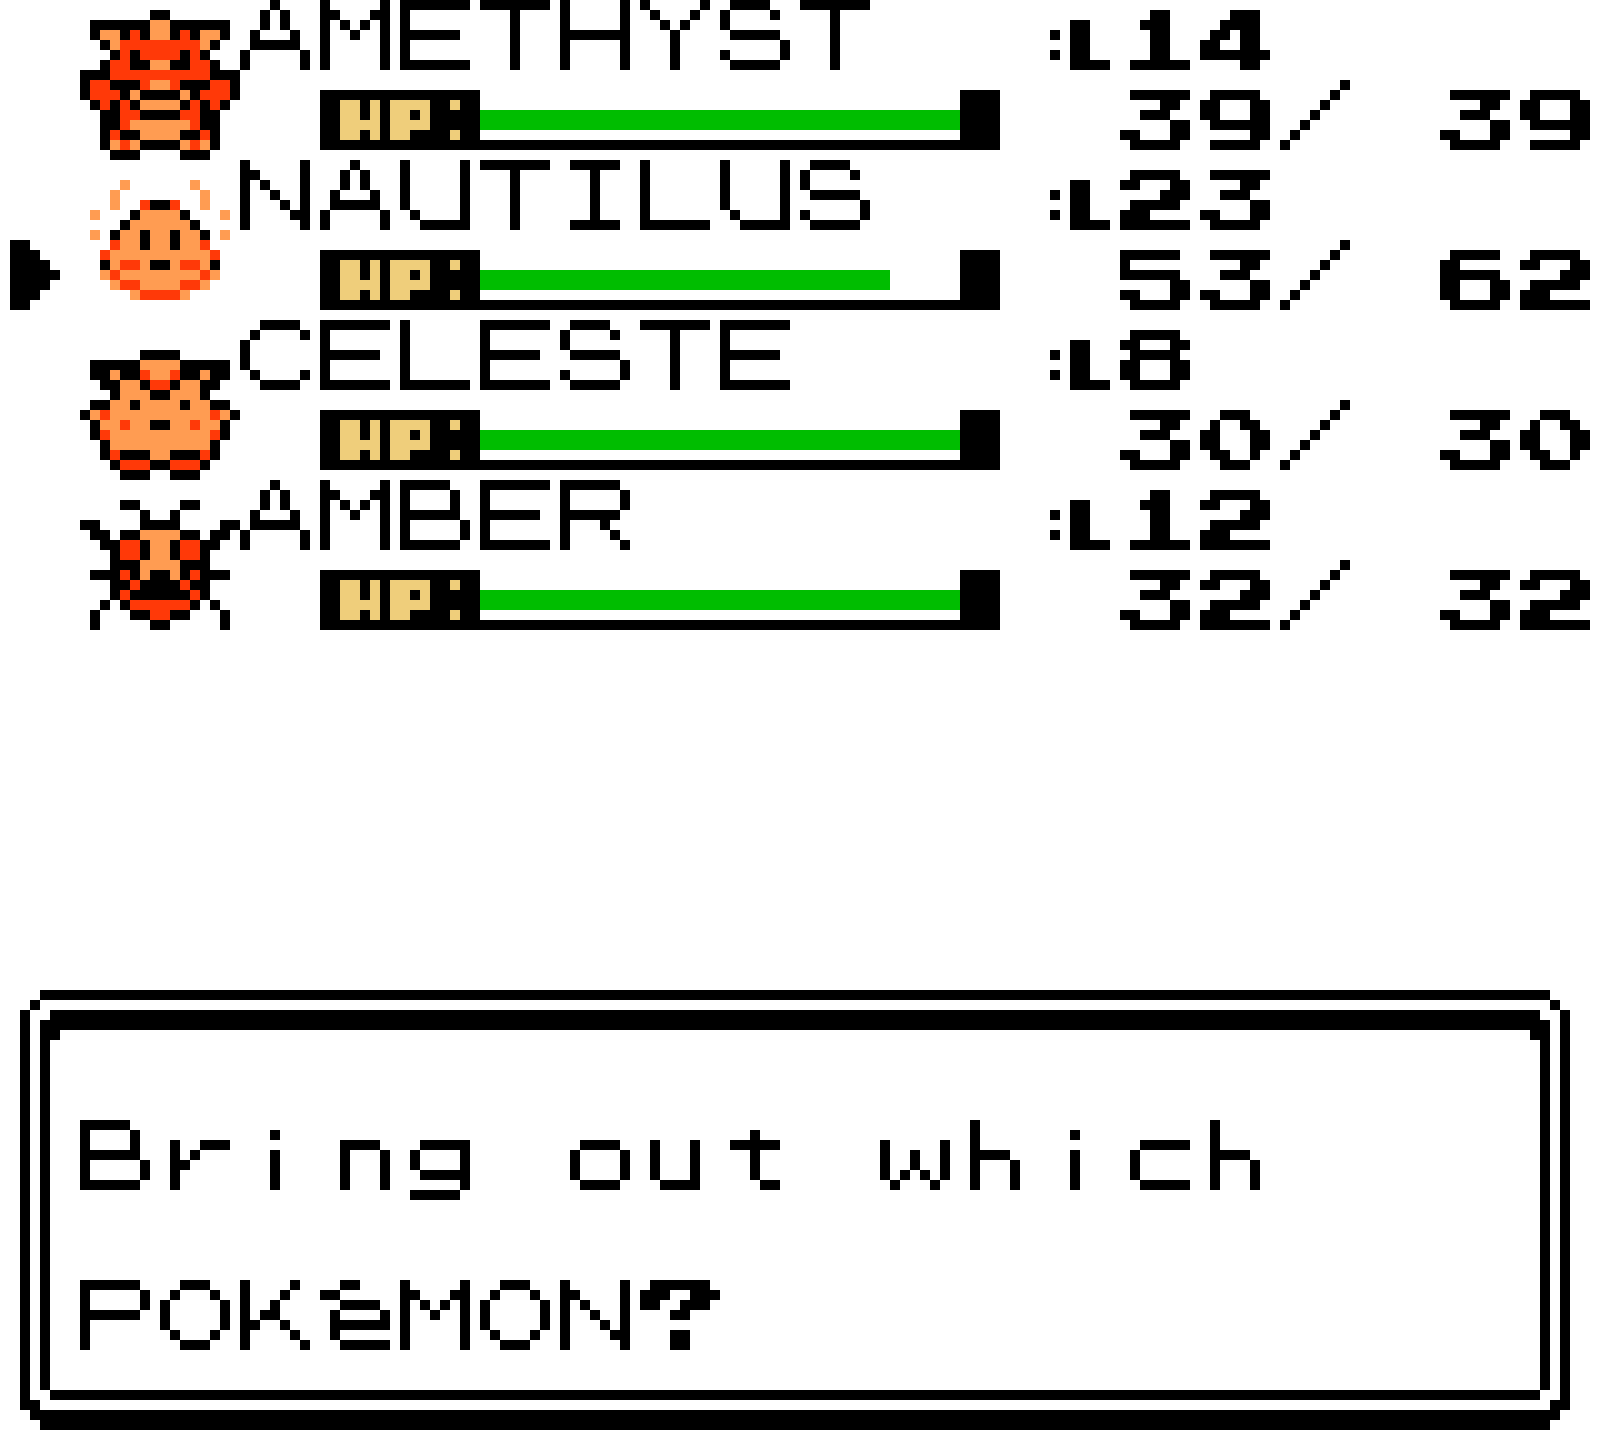 AMETHYST :L14
HP: 39/ 39
NAUTILUS :L23
HP: 53/ 62
CELESTE :L8
HP: 30/ 30
AMBER :L12
HP: 32/ 32
Bring out which
POKéMON?